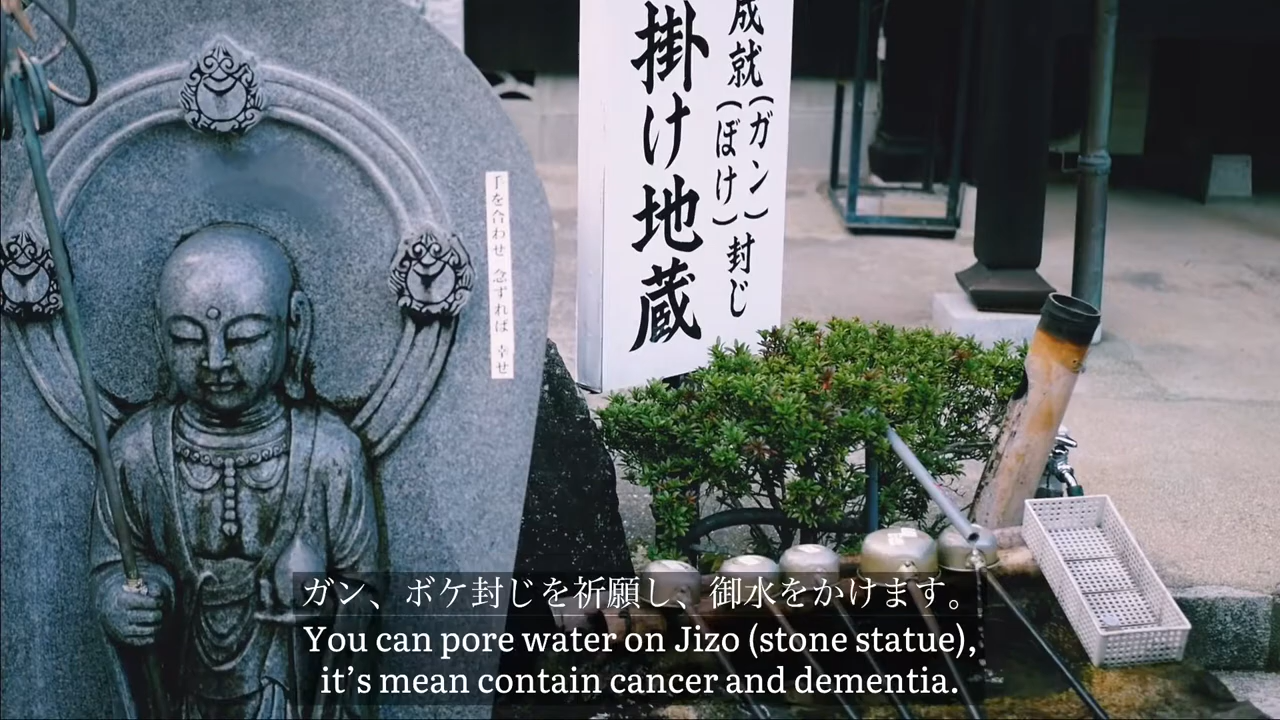 成就(ガン)
(ぼけ)封じ
掛け地蔵
手を合わせ 念ずれば 幸せ
ガン、ボケ封じを祈願し、御水をかけます。
You can pore water on Jizo (stone statue),
it's mean contain cancer and dementia.